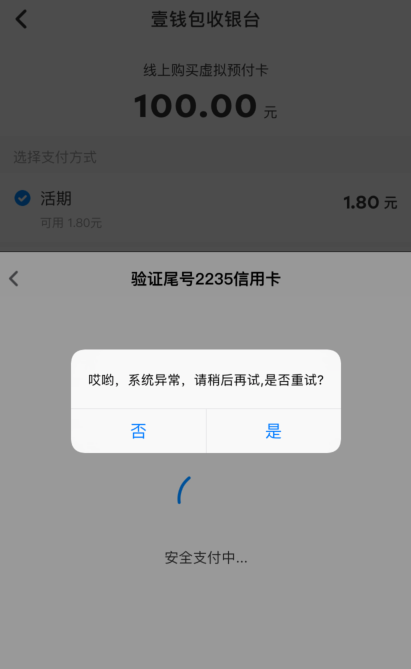 壹钱包收银台
线上购买虚拟预付卡
100.00 元
选择支付方式
活期
1.80 元
可用 1.80元
验证尾号2235信用卡
哎哟，系统异常，请稍后再试,是否重试?
否
是
安全支付中...